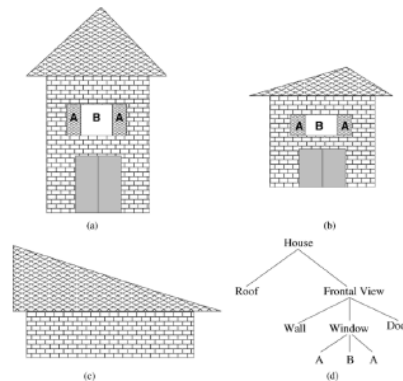 A B A
(a)
A B A
(b)
(c)
House
Roof Frontal View
Wall Window
A B A
(d)